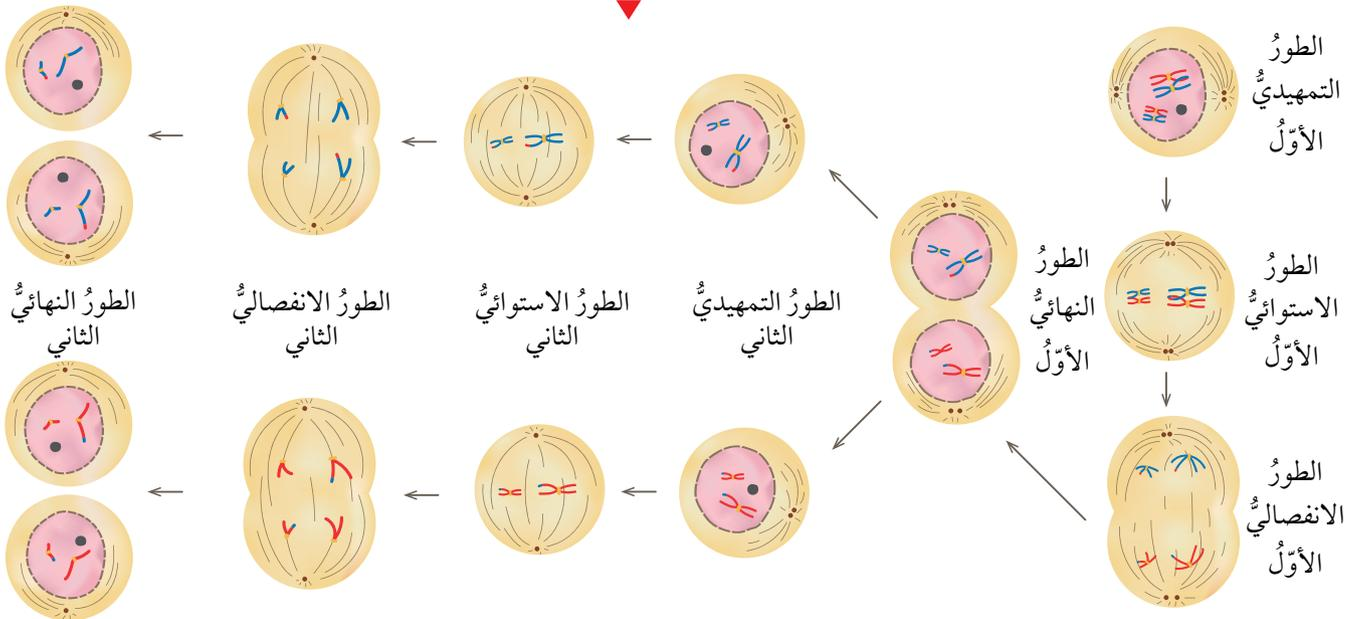 الطورُ
التمهيديُّ
الأوّلُ
الطورُ
الاستوائيُّ
الأوّلُ
الطورُ
الانفصاليُّ
الأوّلُ
الطورُ
النهائيُّ
الأوّلُ
الطورُ التمهيديُّ
الثاني
الطورُ الاستوائيُّ
الثاني
الطورُ الانفصاليُّ
الثاني
الطورُ النهائيُّ
الثاني